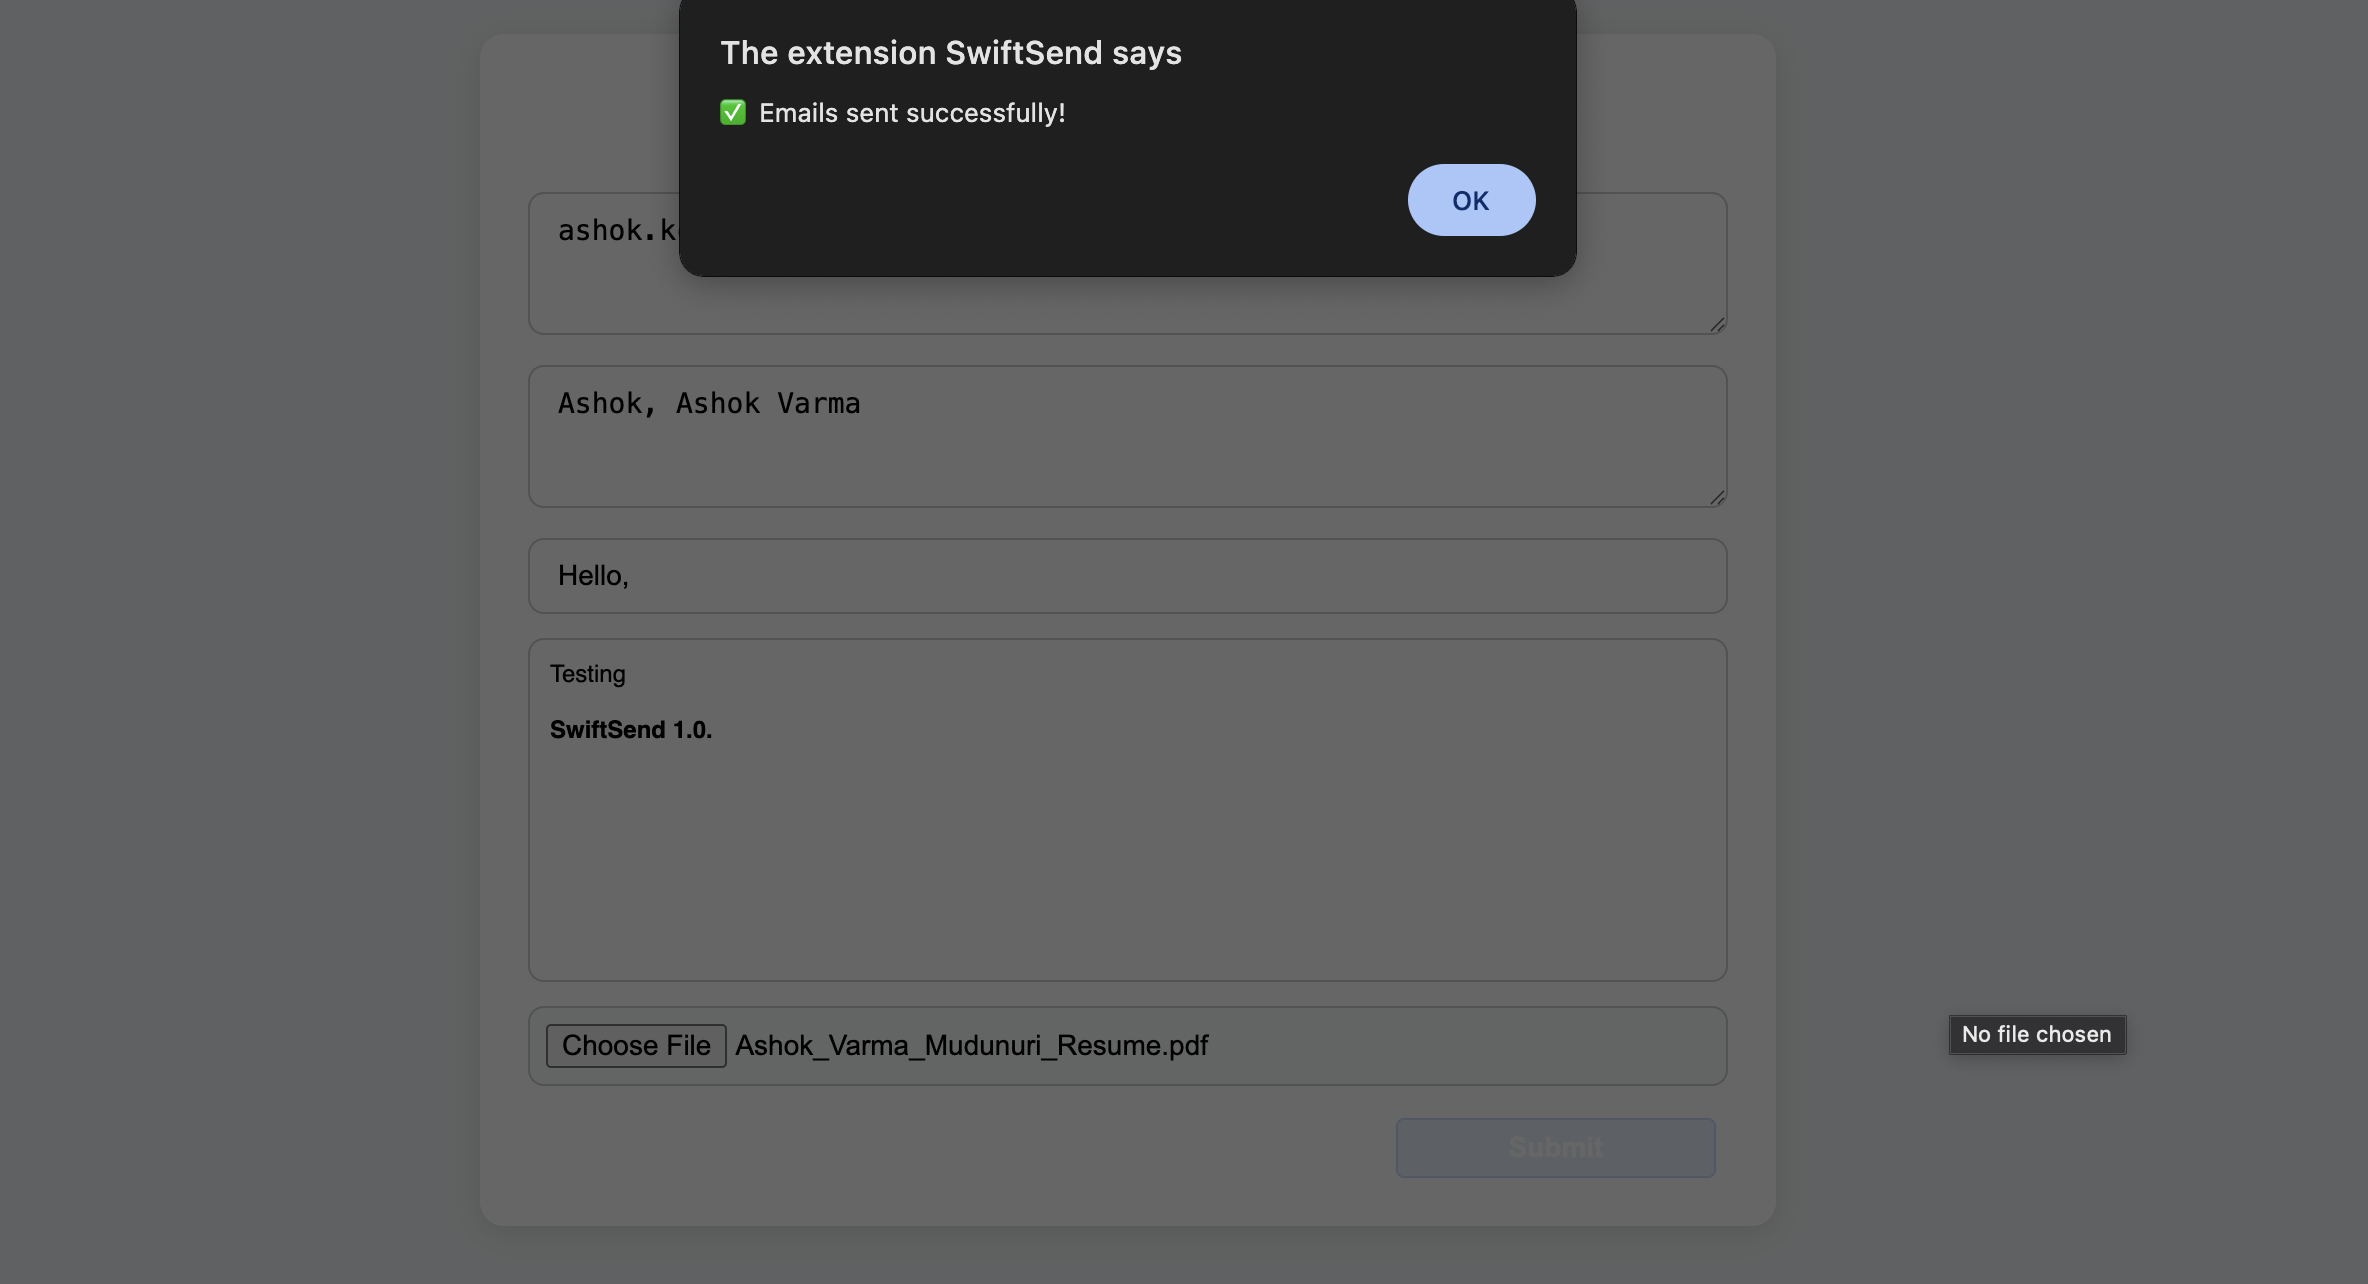 The extension SwiftSend says
✅ Emails sent successfully!
OK
ashok.k
Ashok, Ashok Varma
Hello,
Testing
SwiftSend 1.0.
Choose File Ashok_Varma_Mudunuri_Resume.pdf
No file chosen
Submit